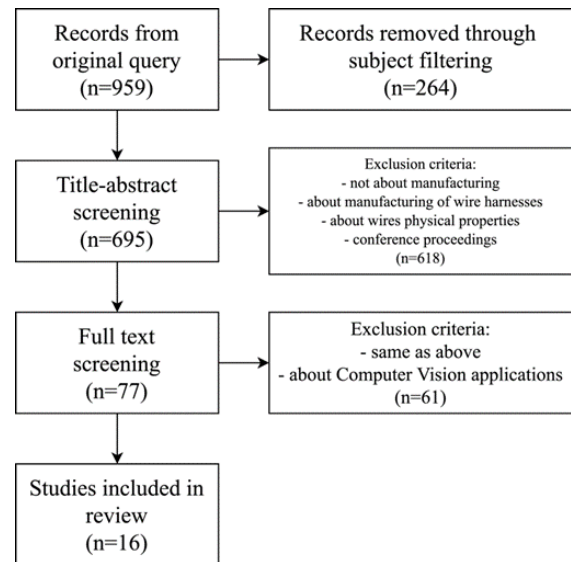 Records from
original query
(n=959)
Records removed through
subject filtering
(n=264)
Title-abstract
screening
(n=695)
Exclusion criteria:
- not about manufacturing
- about manufacturing of wire harnesses
- about wires physical properties
- conference proceedings
(n=618)
Full text
screening
(n=77)
Exclusion criteria:
- same as above
- about Computer Vision applications
(n=61)
Studies included in
review
(n=16)